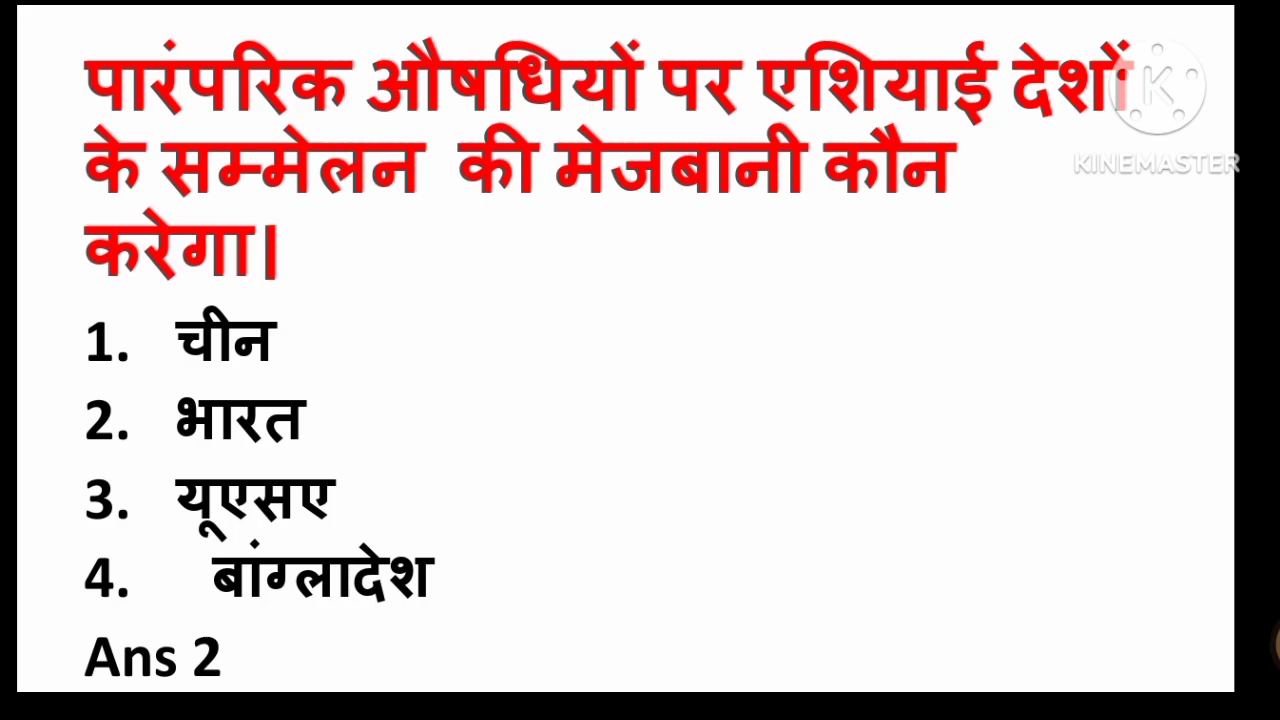 पारंपरिक औषधियों पर एशियाई देशों
के सम्मेलन की मेजबानी कौन
करेगा।
1. चीन
2. भारत
3. यूएसए
4. बांग्लादेश
Ans 2
K
KINEMASTER